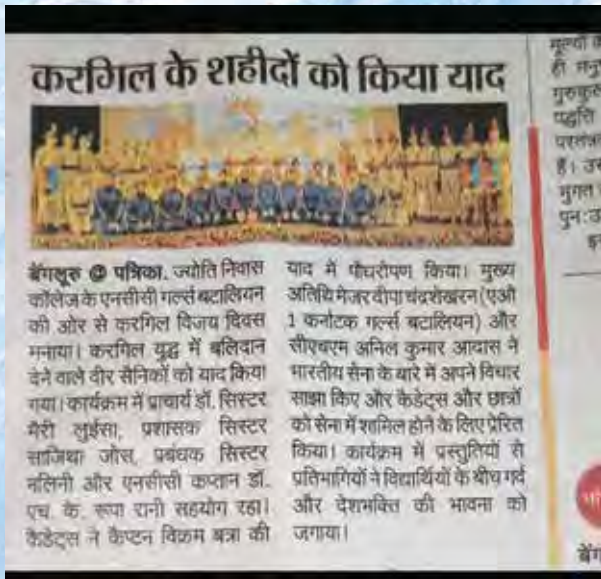 करगिल के शहीदों को किया याद
बेंगलूरु @ पत्रिका. ज्योति निवास
कॉलेज के एनसीसी गर्ल्स बटालियन
की ओर से करगिल विजय दिवस
मनाया। करगिल युद्ध में बलिदान
देने वाले वीर सैनिकों को याद किया
गया। कार्यक्रम में प्राचार्य डॉ. सिस्टर
मैरी लुईसा, प्रशासक सिस्टर
साजिथा जोस, प्रबंधक सिस्टर
नलिनी और एनसीसी कप्तान डॉ.
एच के. रूपा रानी सहयोग रहा।
कैडेट्स ने कैप्टन विक्रम बत्रा की
याद में पौधरोपण किया। मुख्य
अतिथि मेजर दीपा चंद्रशेखरन (एओ
1 कर्नाटक गर्ल्स बटालियन) और
सीएचएम अनिल कुमार आदास ने
भारतीय सेना के बारे में अपने विचार
साझा किए और कैडेट्स और छात्रों
को सेना में शामिल होने के लिए प्रेरित
किया। कार्यक्रम में प्रस्तुतियों से
प्रतिभागियों ने विद्यार्थियों के बीच गर्व
और देशभक्ति की भावना को
जगाया।
मूल्यों
ही
पद्धति
हैं।